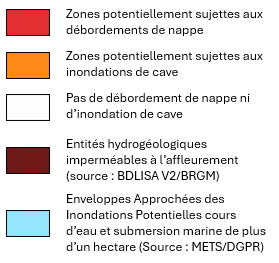 Zones potentiellement sujettes aux
débordements de nappe
Zones potentiellement sujettes aux
inondations de cave
Pas de débordement de nappe ni
d'inondation de cave
Entités hydrogéologiques
imperméables à l'affleurement
(source : BDLISA V2/BRGM)
Enveloppes Approchées des
Inondations Potentielles cours
d'eau et submersion marine de plus
d'un hectare (Source : METS/DGPR)